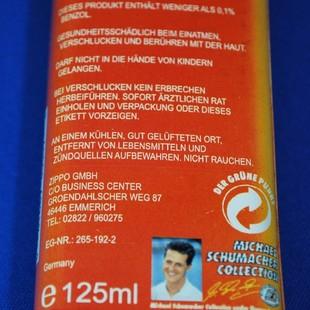 DIESES PRODUKT ENTHÄLT WENIGER ALS 0,1%
BENZOL.
GESUNDHEITSSCHÄDLICH BEIM EINATMEN,
VERSCHLUCKEN UND BERÜHREN MIT DER HAUT.
DARF NICHT IN DIE HÄNDE VON KINDERN
GELANGEN.
BEI VERSCHLUCKEN KEIN ERBRECHEN
HERBEIFÜHREN. SOFORT ÄRZTLICHEN RAT
EINHOLEN UND VERPACKUNG ODER DIESES
ETIKETT VORZEIGEN.
AN EINEM KÜHLEN, GUT GELÜFTETEN ORT,
ENTFERNT VON LEBENSMITTELN UND
ZÜNDQUELLEN AUFBEWAHREN. NICHT RAUCHEN.
ZIPPO GMBH
C/O BUSINESS CENTER
GROENDAHLSCHER WEG 87
46446 EMMERICH
TEL: 02822 / 960275
EG-NR.: 265-192-2
Germany
e 125ml
DER GRÜNE PUNKT
MICHAEL
SCHUMACHER
COLLECTION
Michael Schumacher Collection under